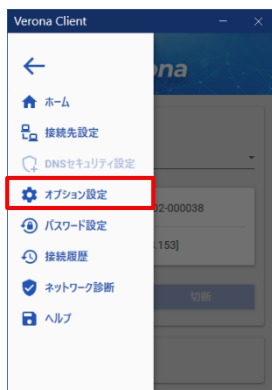 Verona Client
ona
ホーム
接続先設定
DNSセキュリティ設定
オプション設定
02-000038
パスワード設定
.153]
接続履歴
ネットワーク診断
切断
ヘルプ